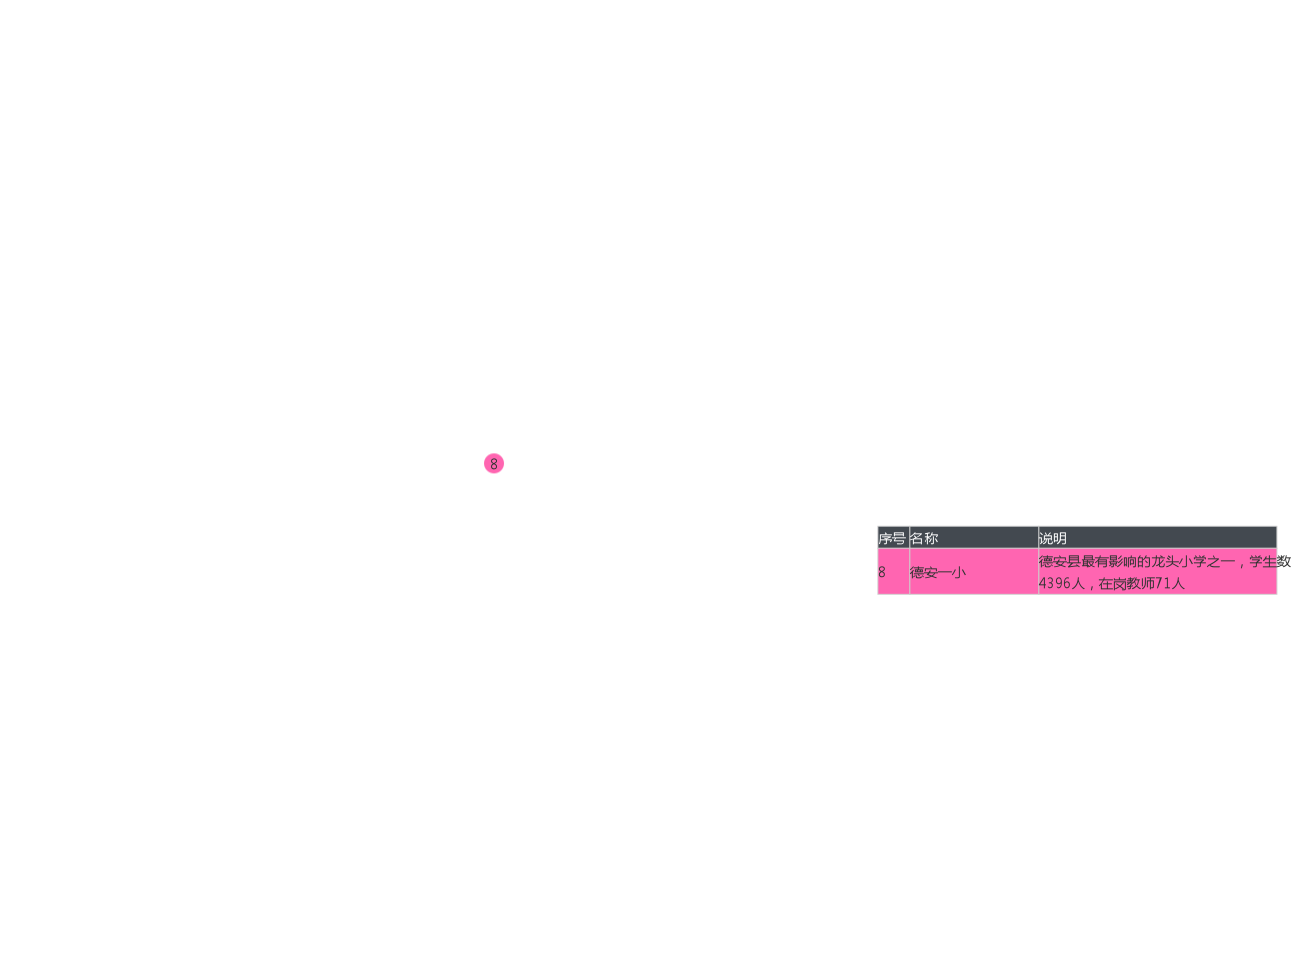 8
序号 名称 说明
8 德安一小 德安县最有影响的龙头小学之一，学生数
4396人，在岗教师71人